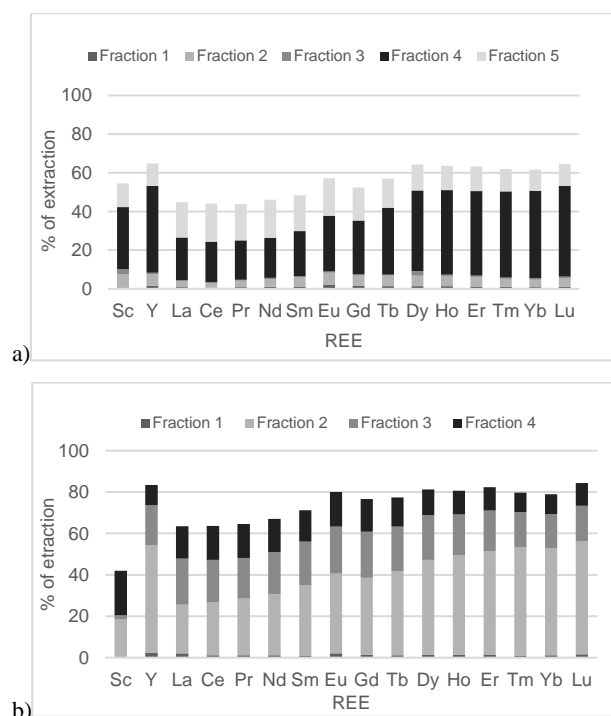 Fraction 1 Fraction 2 Fraction 3 Fraction 4 Fraction 5
100
80
60
40
20
0
% of extraction
Sc Y La Ce Pr Nd Sm Eu Gd Tb Dy Ho Er Tm Yb Lu
REE
a)
Fraction 1 Fraction 2 Fraction 3 Fraction 4
100
80
60
40
20
0
% of etraction
Sc Y La Ce Pr Nd Sm Eu Gd Tb Dy Ho Er Tm Yb Lu
REE
b)